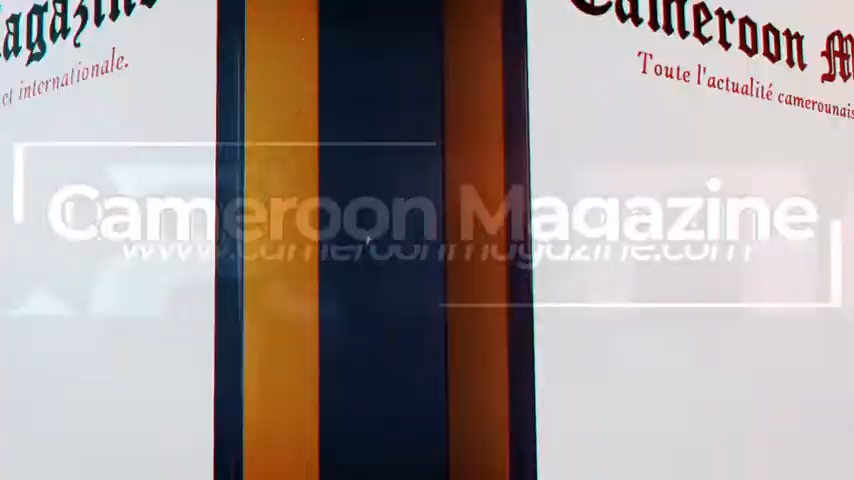 agazine
et internationale.
Cameroon M
Toute l'actualité camerounais
Cameroon Magazine
www.cameroonmagazine.com